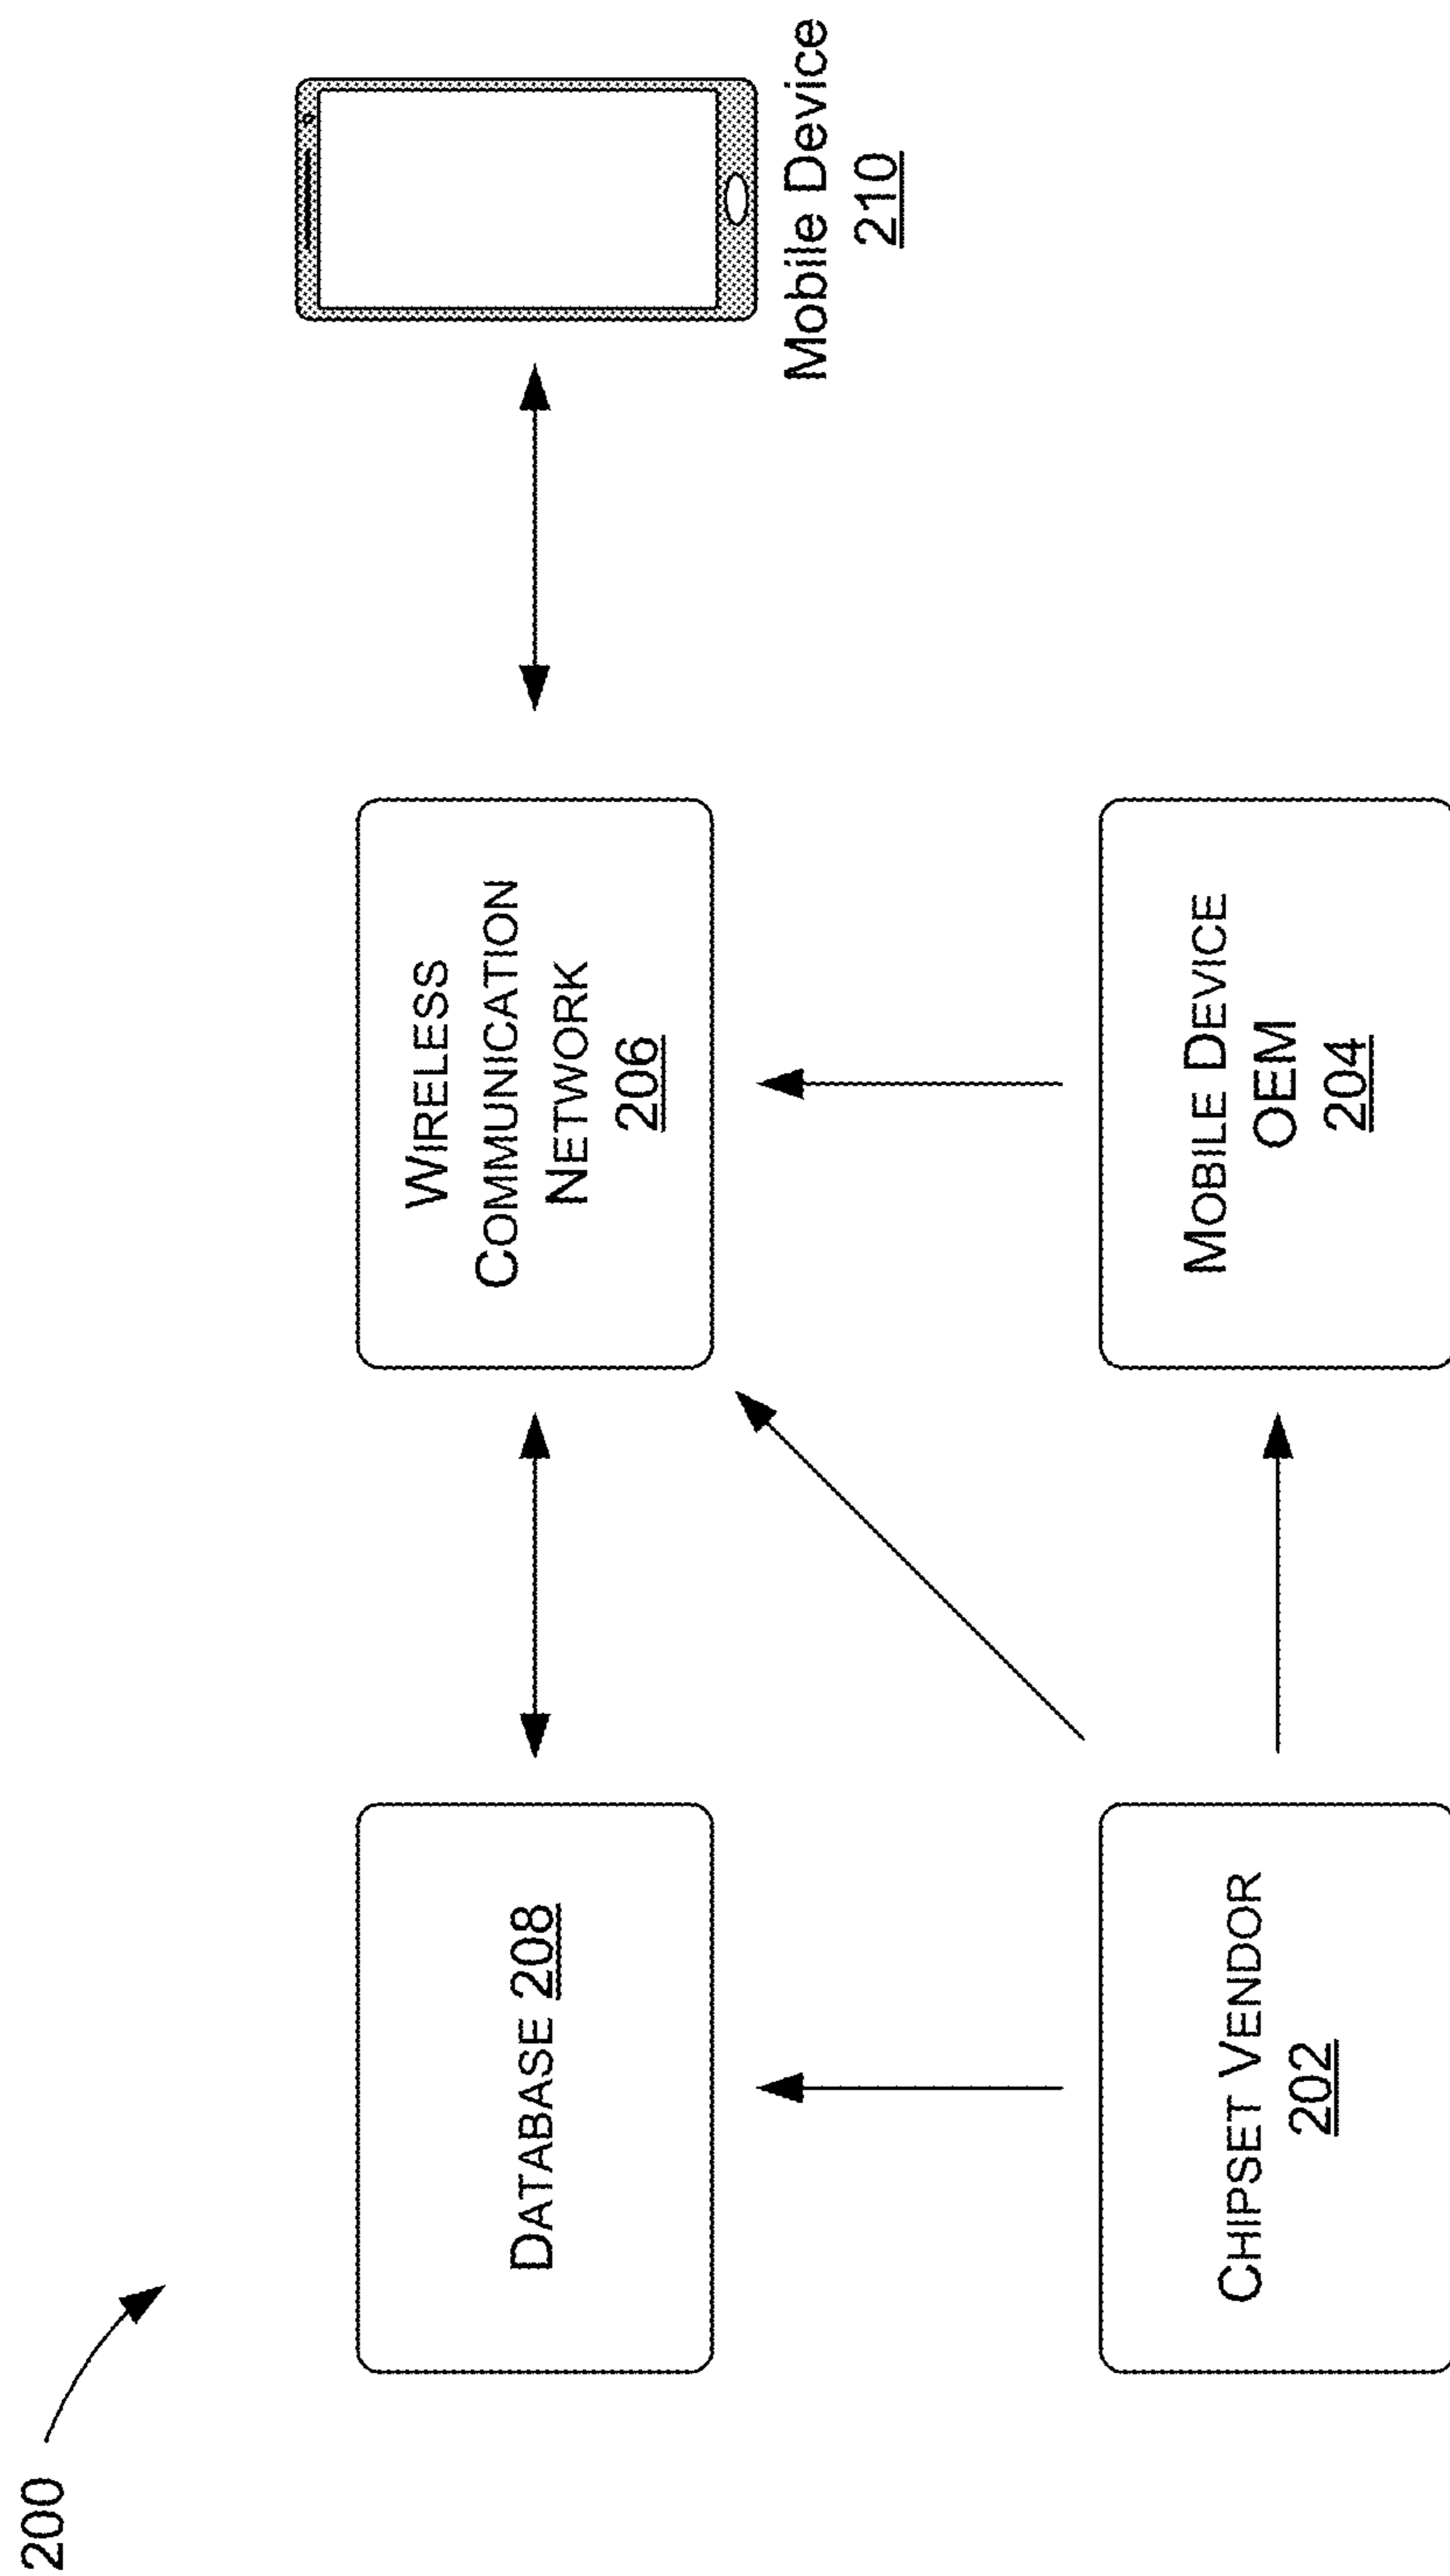 200
DATABASE 208
WIRELESS
COMMUNICATION
NETWORK
206
Mobile Device
210
CHIPSET VENDOR
202
MOBILE DEVICE
OEM
204